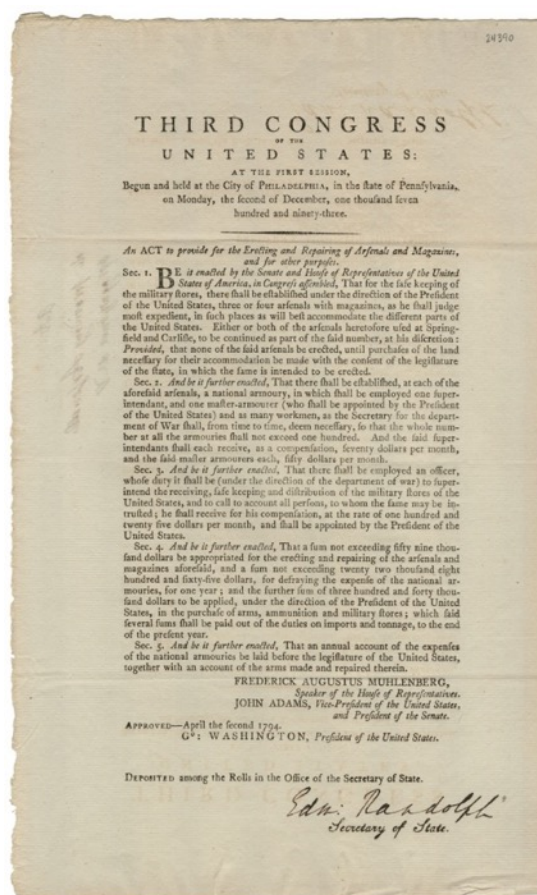 24390
THIRD CONGRESS
OF THE
UNITED STATES:
AT THE FIRST SESSION,
Begun and held at the City of PHILADELPHIA, in the ſtate of Pennſylvania,
on Monday, the ſecond of December, one thouſand ſeven
hundred and ninety-three.
An ACT to provide for the Erecting and Repairing of Arſenals and Magazines,
and for other purpoſes.
Sec. 1. BE it enacted by the Senate and Houſe of Repreſentatives of the United
States of America, in Congreſs aſſembled, That for the ſafe keeping of
the military ſtores, there ſhall be eſtabliſhed under the direction of the Preſident
of the United States, three or four arſenals with magazines, as he ſhall judge
moſt expedient, in ſuch places as will beſt accommodate the different parts of
the United States. Either or both of the arſenals heretofore uſed at Spring-
field and Carliſle, to be continued as part of the ſaid number, at his diſcretion:
Provided, that none of the ſaid arſenals be erected, until purchaſes of the land
neceſſary for their accommodation be made with the conſent of the legiſlature
of the ſtate, in which the ſame is intended to be erected.
Sec. 2. And be it further enacted, That there ſhall be eſtabliſhed, at each of the
aforeſaid arſenals, a national armoury, in which ſhall be employed one ſuper-
intendant, and one maſter-armourer (who ſhall be appointed by the Preſident
of the United States) and as many workmen, as the Secretary for the depart-
ment of War ſhall, from time to time, deem neceſſary, ſo that the whole num-
ber at all the armouries ſhall not exceed one hundred. And the ſaid ſuper-
intendants ſhall each receive, as a compenſation, ſeventy dollars per month,
and the ſaid maſter armourers each, fifty dollars per month.
Sec. 3. And be it further enacted, That there ſhall be employed an officer,
whoſe duty it ſhall be (under the direction of the department of war) to ſuper-
intend the receiving, ſafe keeping and diſtribution of the military ſtores of the
United States, and to call to account all perſons, to whom the ſame may be in-
truſted; he ſhall receive for his compenſation, at the rate of one hundred and
twenty five dollars per month, and ſhall be appointed by the Preſident of the
United States.
Sec. 4. And be it further enacted, That a ſum not exceeding fifty nine thou-
ſand dollars be appropriated for the erecting and repairing of the arſenals and
magazines aforeſaid, and a ſum not exceeding twenty two thouſand eight
hundred and ſixty-five dollars, for defraying the expenſe of the national ar-
mouries, for one year; and the further ſum of three hundred and forty thou-
ſand dollars to be applied, under the direction of the Preſident of the United
States, in the purchaſe of arms, ammunition and military ſtores; which ſaid
ſeveral ſums ſhall be paid out of the duties on imports and tonnage, to the end
of the preſent year.
Sec. 5. And be it further enacted, That an annual account of the expenſes
of the national armouries be laid before the legiſlature of the United States,
together with an account of the arms made and repaired therein.
FREDERICK AUGUSTUS MUHLENBERG,
Speaker of the Houſe of Repreſentatives.
JOHN ADAMS, Vice-Preſident of the United States,
and Preſident of the Senate.
APPROVED—April the ſecond 1794.
Go: WASHINGTON, Preſident of the United States.
DEPOSITED among the Rolls in the Office of the Secretary of State.
Edm: Randolph
Secretary of State.